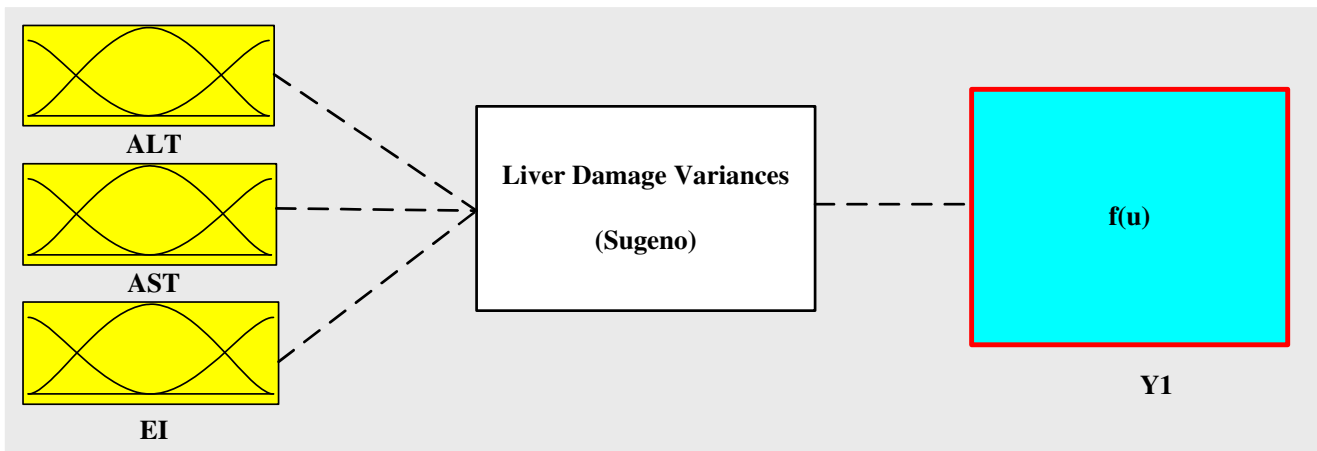 ALT
AST
EI
Liver Damage Variances
(Sugeno)
f(u)
Y1